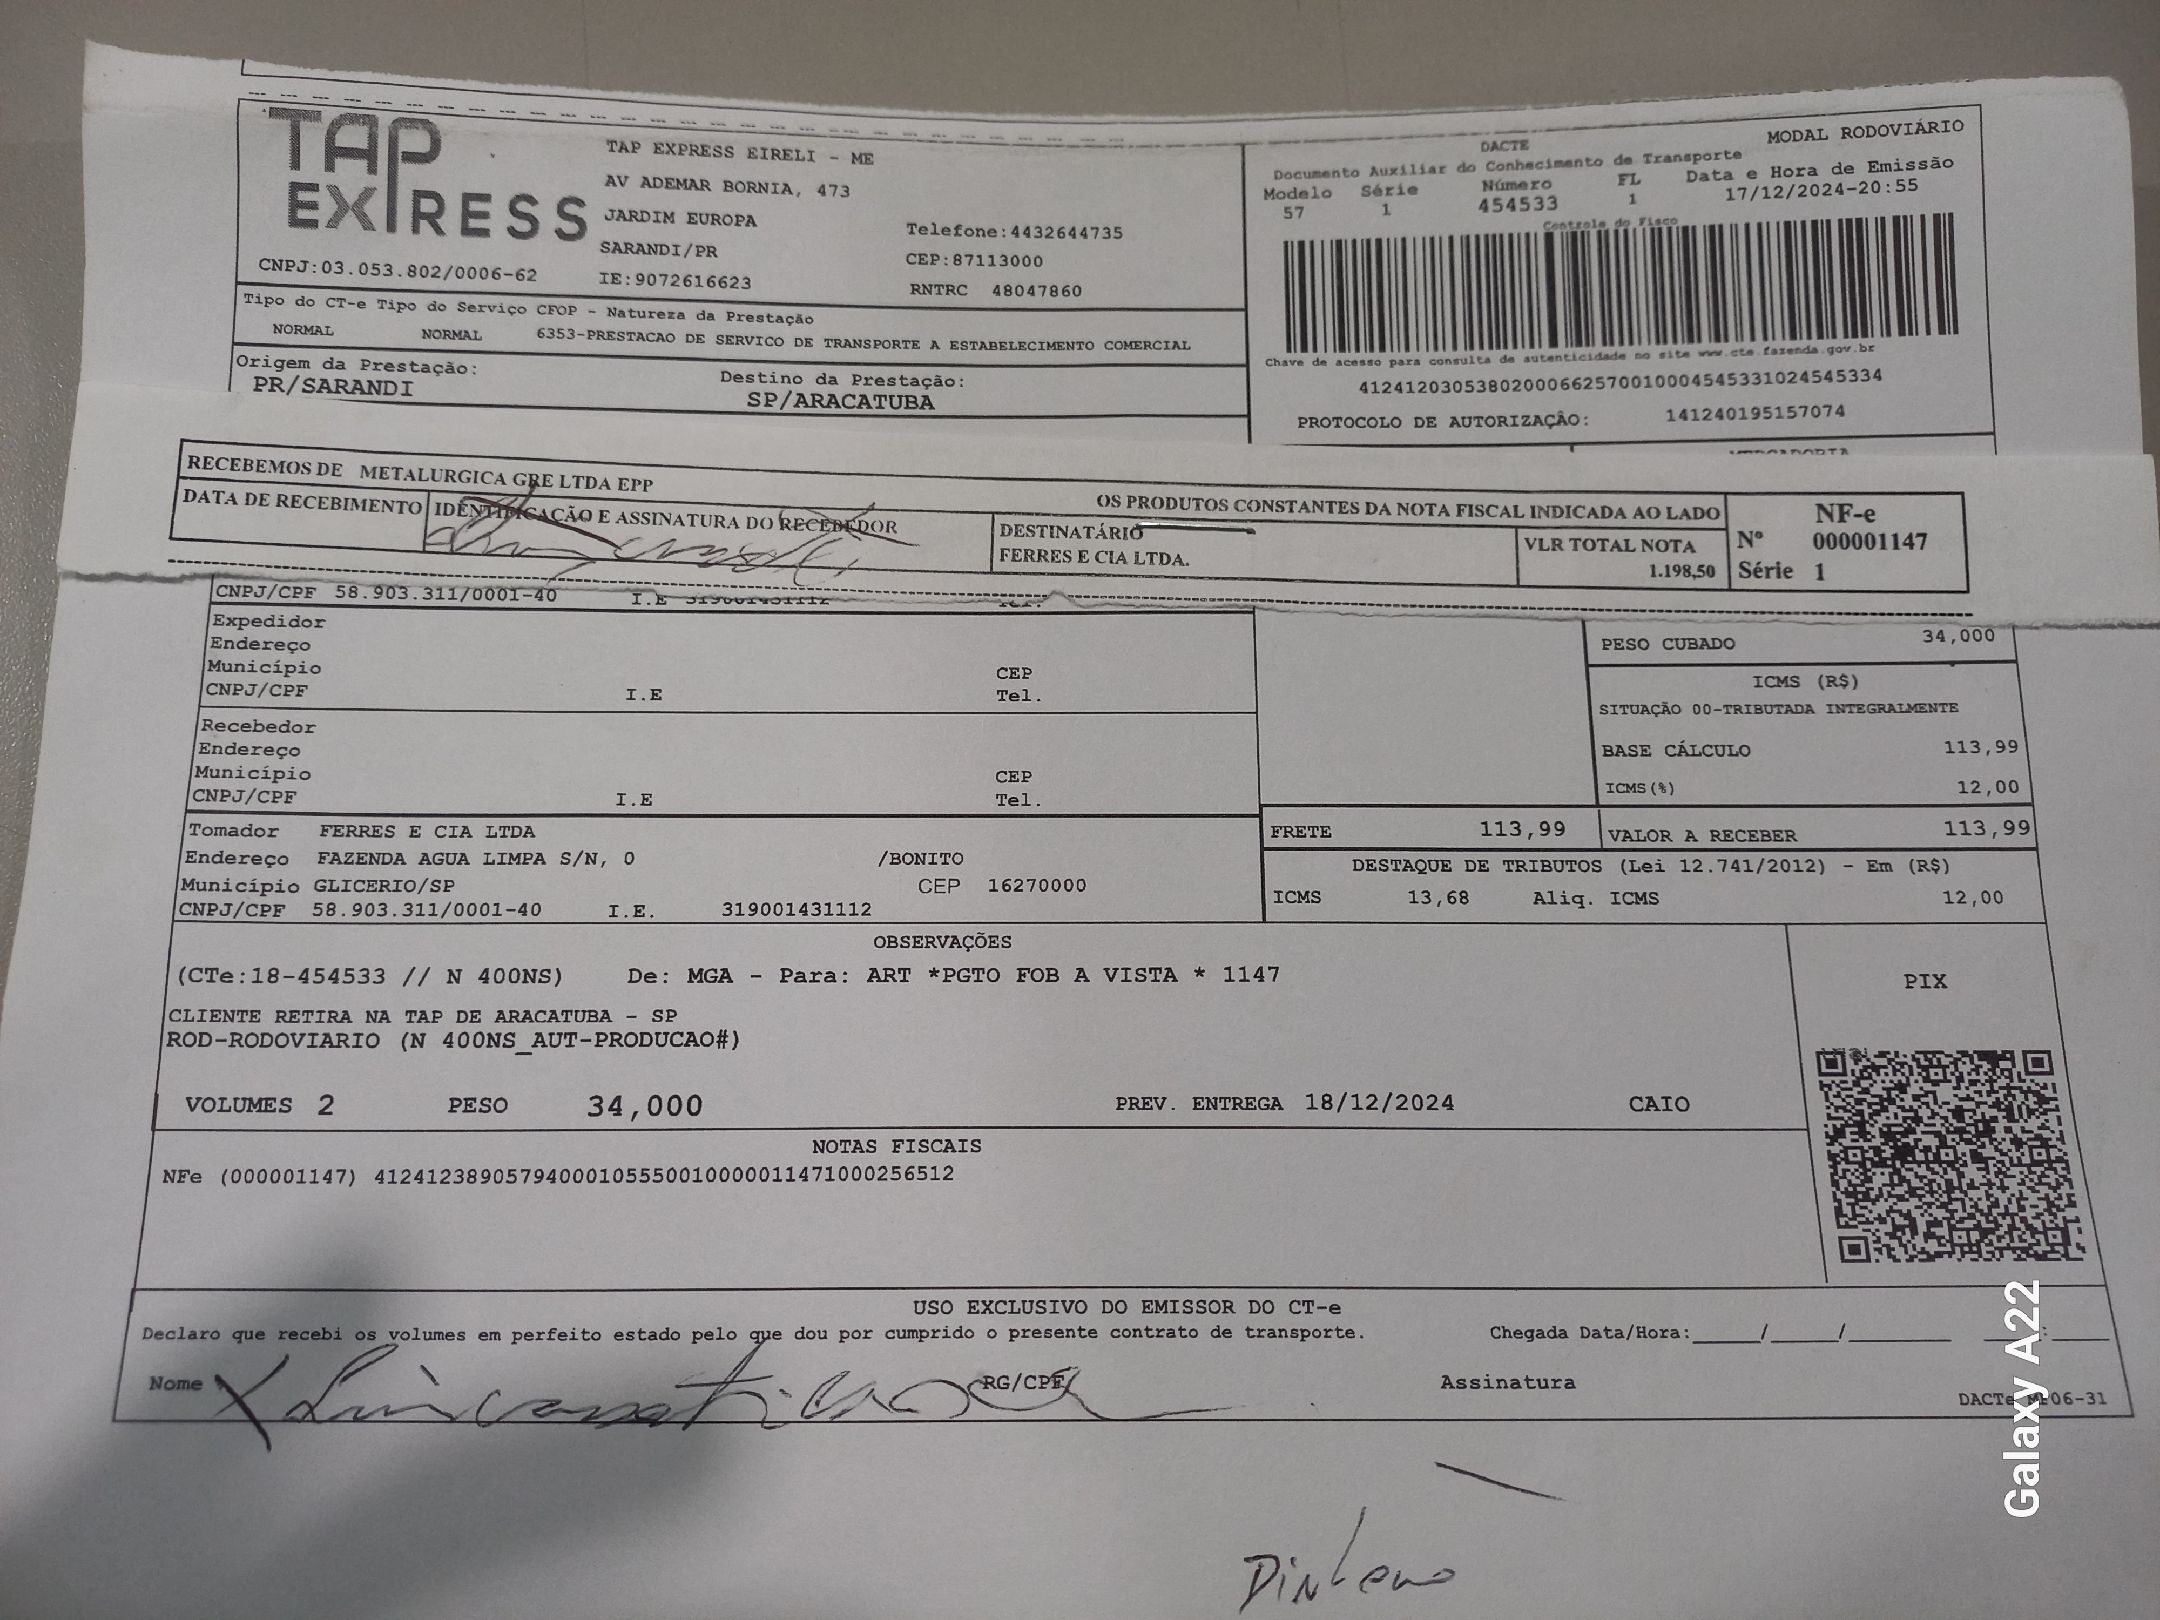 TAP EXPRESS
TAP EXPRESS EIRELI - ME
AV ADEMAR BORNIA, 473
JARDIM EUROPA
SARANDI/PR
CNPJ:03.053.802/0006-62
IE:9072616623
Telefone:4432644735
CEP:87113000
RNTRC 48047860
MODAL RODOVIÁRIO
DACTE
Documento Auxiliar do Conhecimento de Transporte
Modelo Série Número FL Data e Hora de Emissão
57 1 454533 1 17/12/2024-20:55
Controle do Fisco
Tipo do CT-e Tipo do Serviço CFOP - Natureza da Prestação
NORMAL NORMAL 6353-PRESTACAO DE SERVICO DE TRANSPORTE A ESTABELECIMENTO COMERCIAL
Chave de acesso para consulta de autenticidade no site www.cte.fazenda.gov.br
41241203053802000662570010004545331024545334
Origem da Prestação: Destino da Prestação:
PR/SARANDI SP/ARACATUBA
PROTOCOLO DE AUTORIZAÇÃO: 141240195157074
RECEBEMOS DE METALURGICA GRE LTDA EPP OS PRODUTOS CONSTANTES DA NOTA FISCAL INDICADA AO LADO
DATA DE RECEBIMENTO IDENTIFICAÇÃO E ASSINATURA DO RECEBEDOR
DESTINATÁRIO
FERRES E CIA LTDA.
VLR TOTAL NOTA
1.198,50
NF-e
Nº 000001147
Série 1
CNPJ/CPF 58.903.311/0001-40 I.E 319001431112
Expedidor
Endereço
Município CEP
CNPJ/CPF I.E Tel.
Recebedor
Endereço
Município CEP
CNPJ/CPF I.E Tel.
PESO CUBADO 34,000
ICMS (R$)
SITUAÇÃO 00-TRIBUTADA INTEGRALMENTE
BASE CÁLCULO 113,99
ICMS(%) 12,00
Tomador FERRES E CIA LTDA
Endereço FAZENDA AGUA LIMPA S/N, 0 /BONITO
Município GLICERIO/SP CEP 16270000
CNPJ/CPF 58.903.311/0001-40 I.E. 319001431112
FRETE 113,99 VALOR A RECEBER 113,99
DESTAQUE DE TRIBUTOS (Lei 12.741/2012) - Em (R$)
ICMS 13,68 Aliq. ICMS 12,00
OBSERVAÇÕES
(CTe:18-454533 // N 400NS) De: MGA - Para: ART *PGTO FOB A VISTA * 1147
CLIENTE RETIRA NA TAP DE ARACATUBA - SP
ROD-RODOVIARIO (N 400NS_AUT-PRODUCAO#)
PIX
VOLUMES 2 PESO 34,000 PREV. ENTREGA 18/12/2024 CAIO
NOTAS FISCAIS
NFe (000001147) 41241238905794000105550010000011471000256512
USO EXCLUSIVO DO EMISSOR DO CT-e
Declaro que recebi os volumes em perfeito estado pelo que dou por cumprido o presente contrato de transporte. Chegada Data/Hora:_____/_____/_________ ___:_____
Nome RG/CPF Assinatura
Dinheiro
Galaxy A22